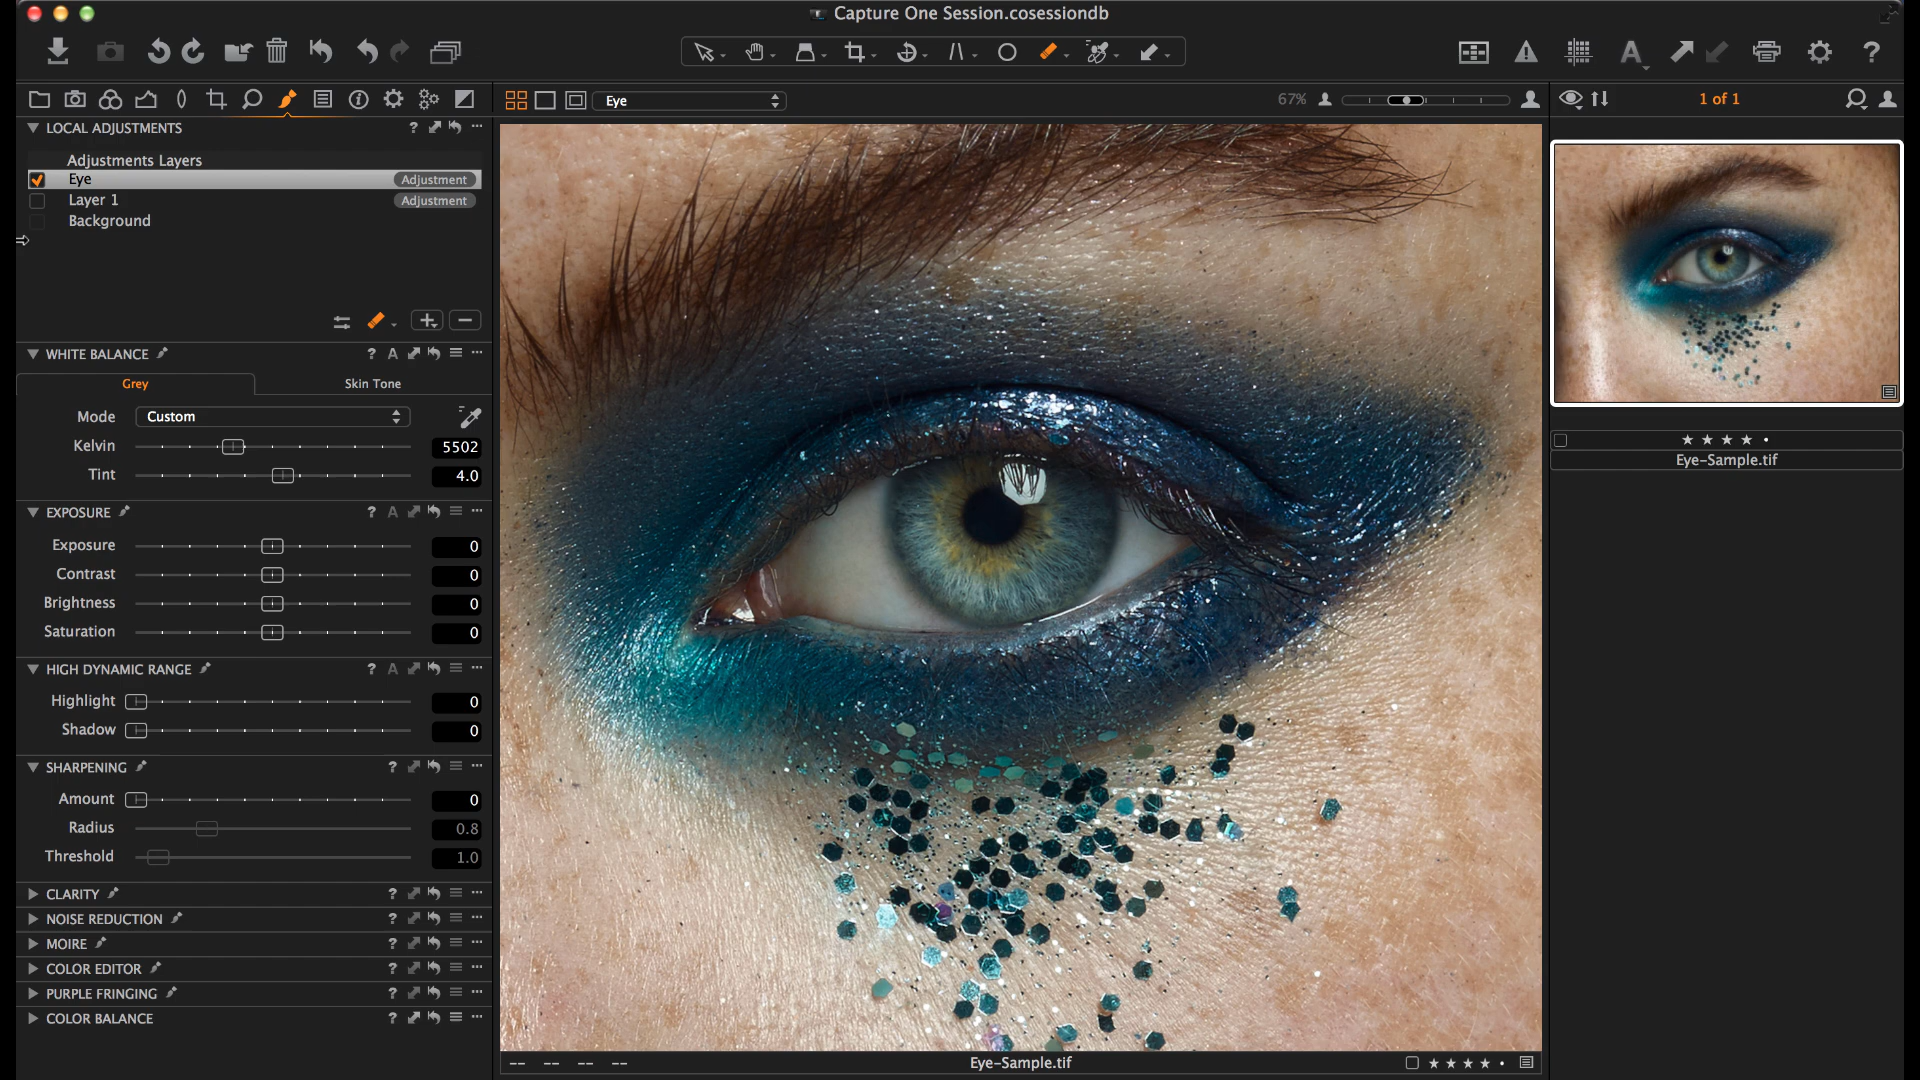 Capture One Session.cosessiondb
Eye
67%
1 of 1
LOCAL ADJUSTMENTS
Adjustments Layers
Eye Adjustment
Layer 1 Adjustment
Background
WHITE BALANCE
Grey Skin Tone
Mode Custom
Kelvin 5502
Tint 4.0
EXPOSURE
Exposure 0
Contrast 0
Brightness 0
Saturation 0
HIGH DYNAMIC RANGE
Highlight 0
Shadow 0
SHARPENING
Amount 0
Radius 0.8
Threshold 1.0
CLARITY
NOISE REDUCTION
MOIRE
COLOR EDITOR
PURPLE FRINGING
COLOR BALANCE
-- -- -- --
Eye-Sample.tif
Eye-Sample.tif